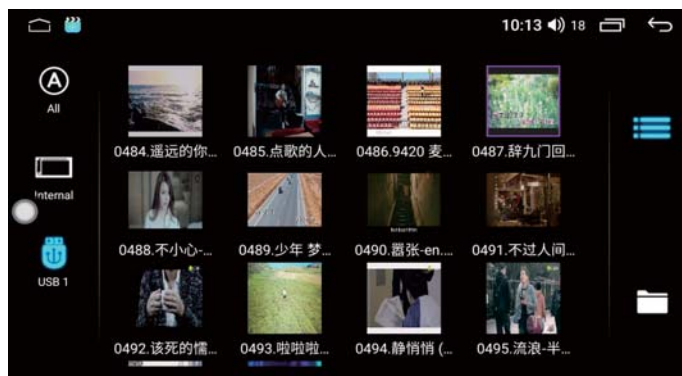 10:13 18
All
Internal
USB 1
0484.遥远的你...
0485.点歌的人...
0486.9420 麦...
0487.辞九门回...
0488.不小心-...
0489.少年 梦...
0490.嚣张-en....
0491.不过人间...
0492.该死的懦...
0493.啦啦啦...
0494.静悄悄 (...
0495.流浪-半...